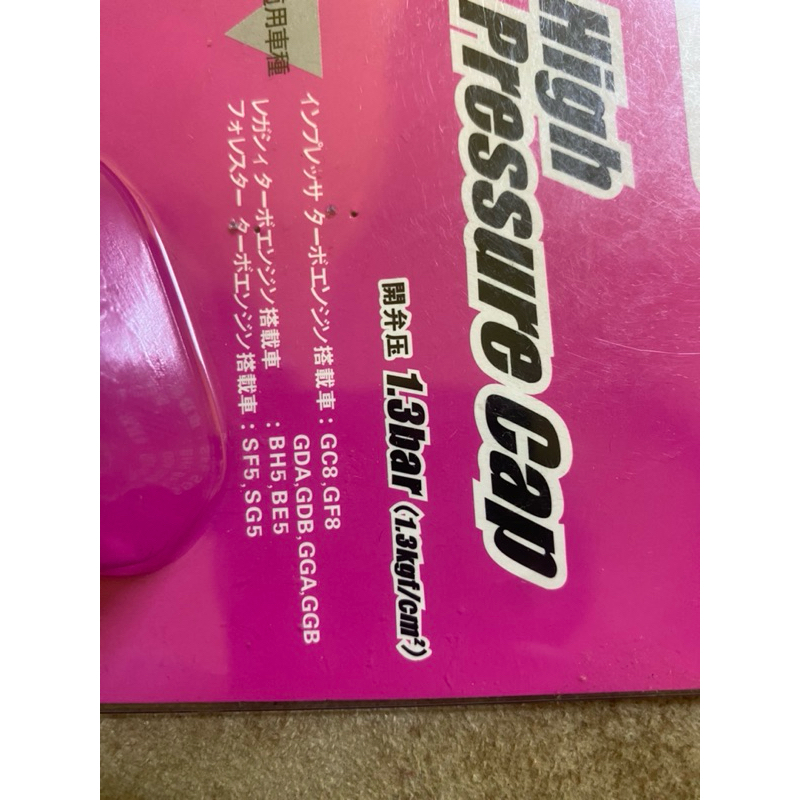 High
Pressure Cap
開弁圧 1.3bar (1.3kgf/cm²)
適用車種
インプレッサ ターボエンジン搭載車：GC8,GF8
GDA,GDB,GGA,GGB
レガシィ ターボエンジン搭載車：BH5,BE5
フォレスター ターボエンジン搭載車：SF5,SG5